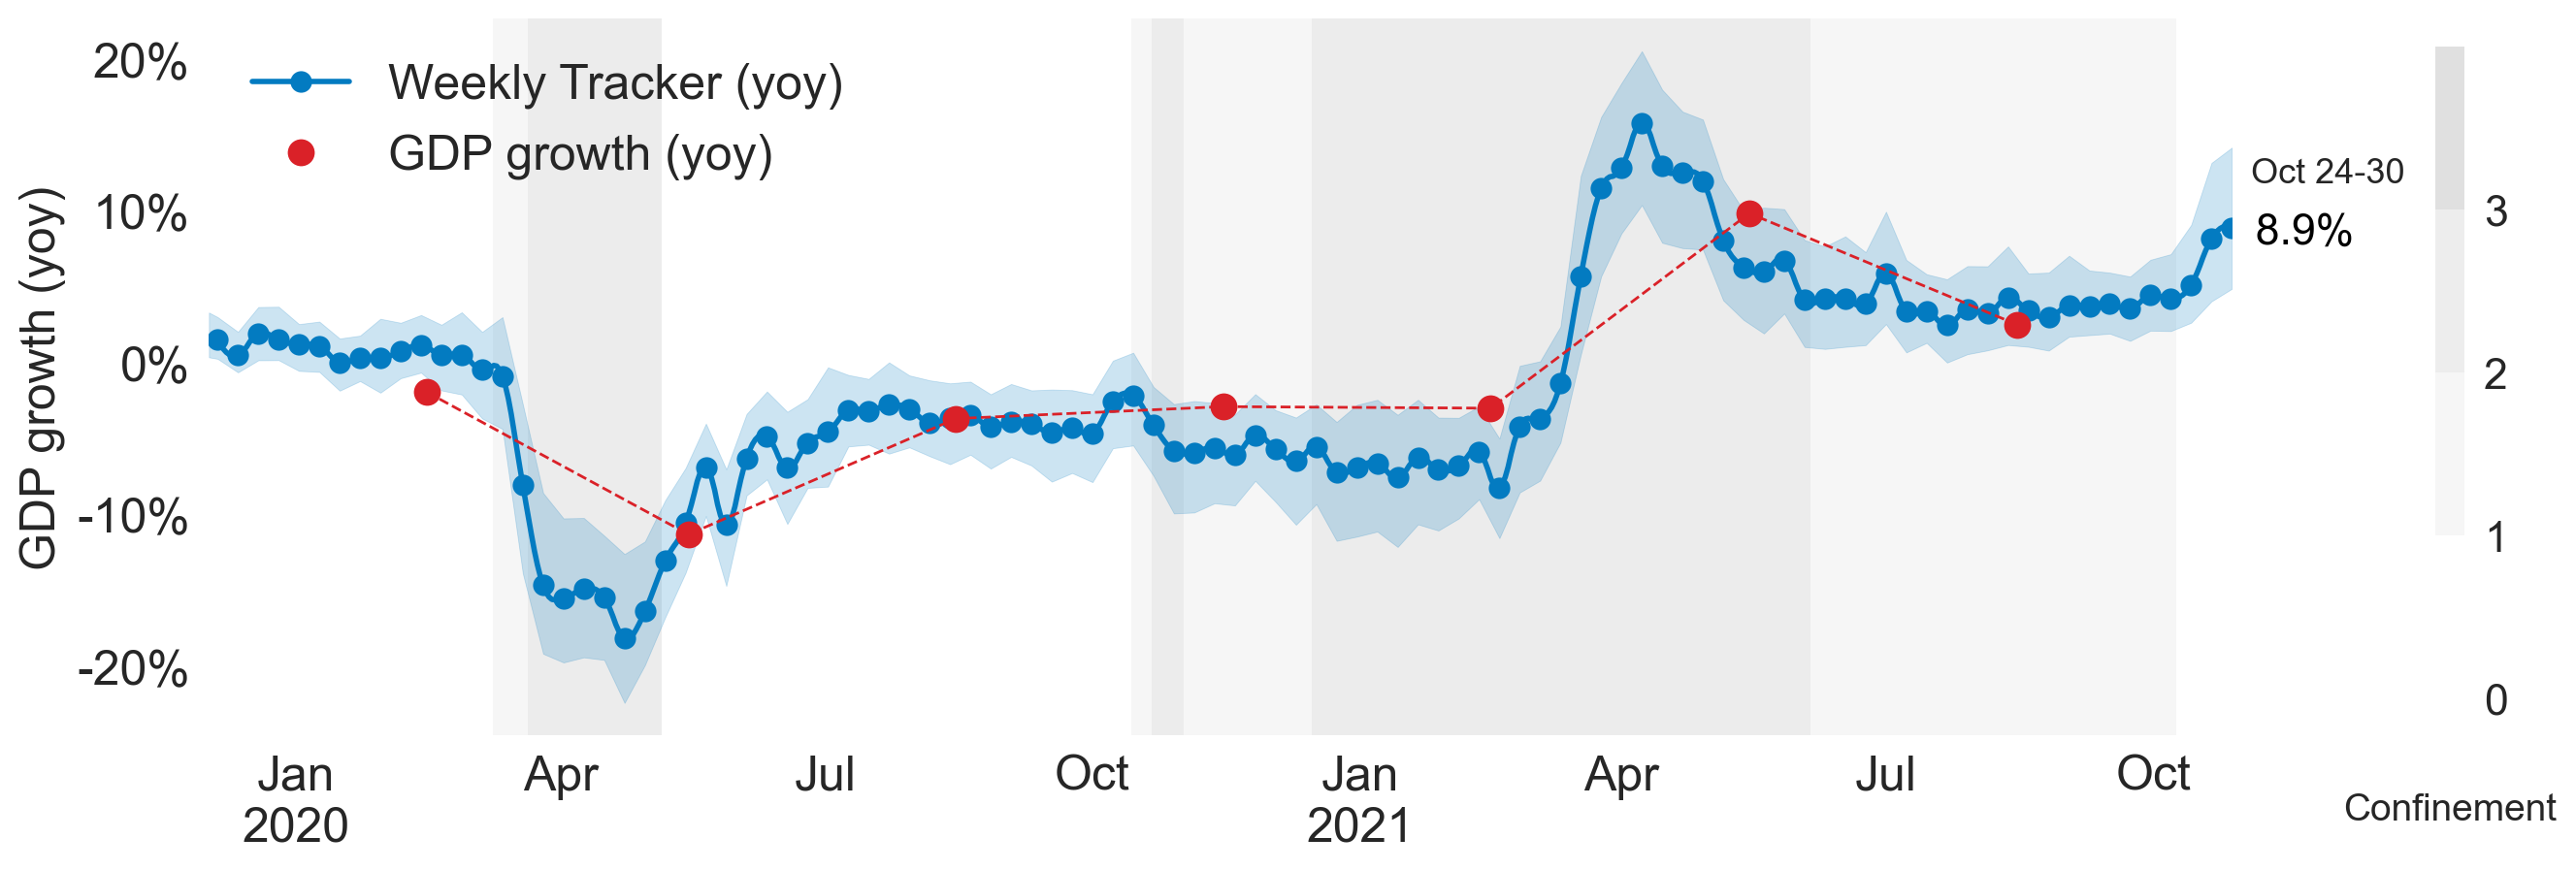 Weekly Tracker (yoy)
GDP growth (yoy)
GDP growth (yoy)
20%
10%
0%
-10%
-20%
Jan
2020
Apr
Jul
Oct
Jan
2021
Apr
Jul
Oct
Oct 24-30
8.9%
3
2
1
0
Confinement